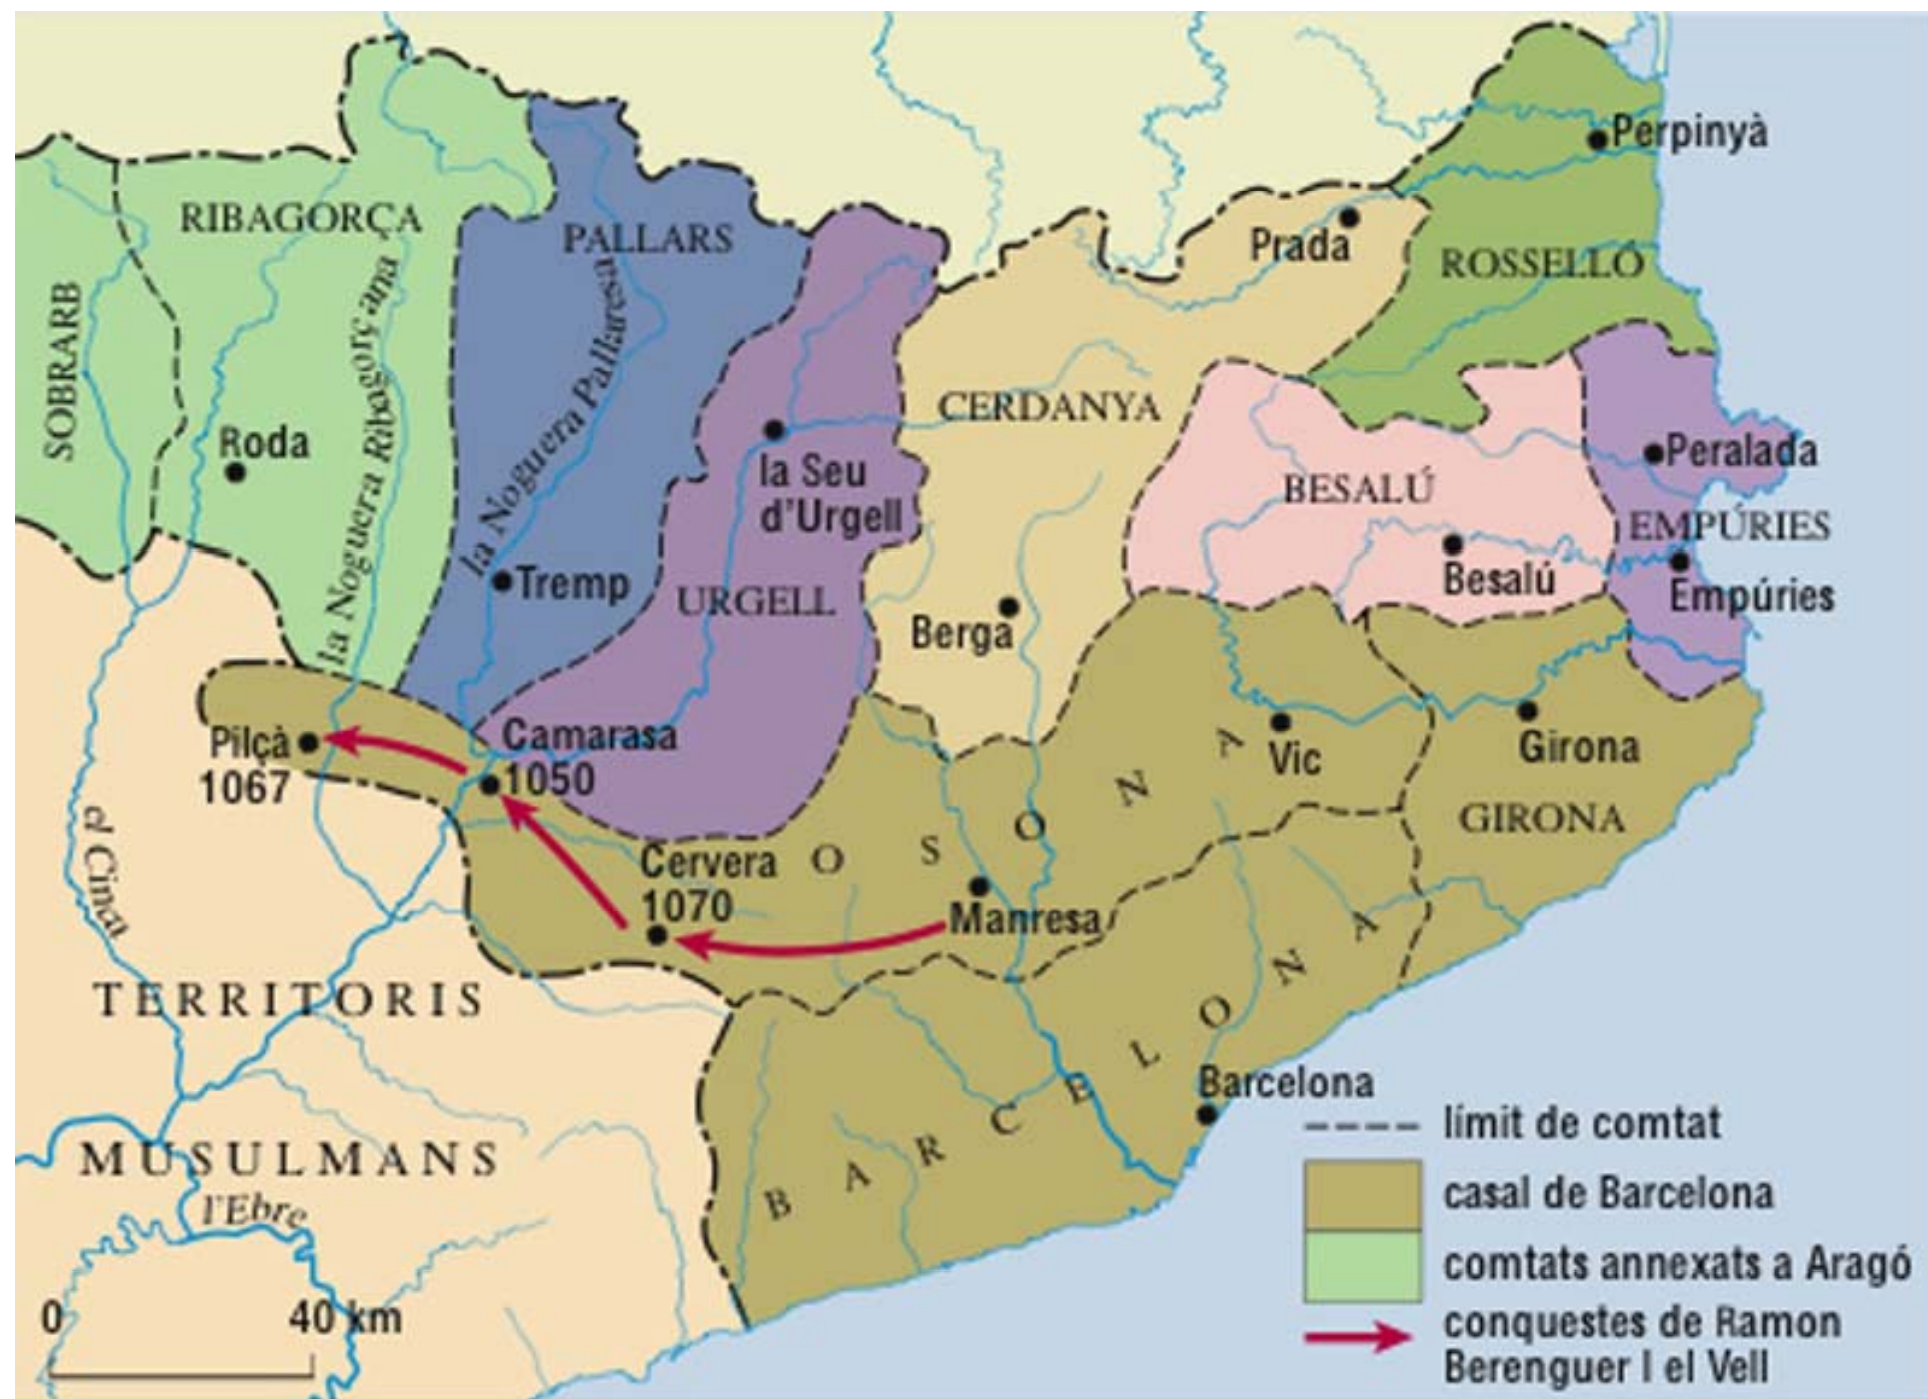 Perpinyà
RIBAGORÇA
PALLARS
Prada
ROSSELLÓ
SOBRARB
la Noguera Ribagorçana
la Noguera Pallaresa
CERDANYA
Roda
la Seu
d'Urgell
BESALÚ
Peralada
EMPÚRIES
Besalú
Empúries
Tremp
URGELL
Berga
Pilçà
1067
Camarasa
1050
Vic
Girona
GIRONA
OSONA
Cervera
1070
Manresa
el Cinca
TERRITORIS
MUSULMANS
l'Ebre
BARCELONA
Barcelona
0 40 km
límit de comtat
casal de Barcelona
comtats annexats a Aragó
conquestes de Ramon
Berenguer I el Vell